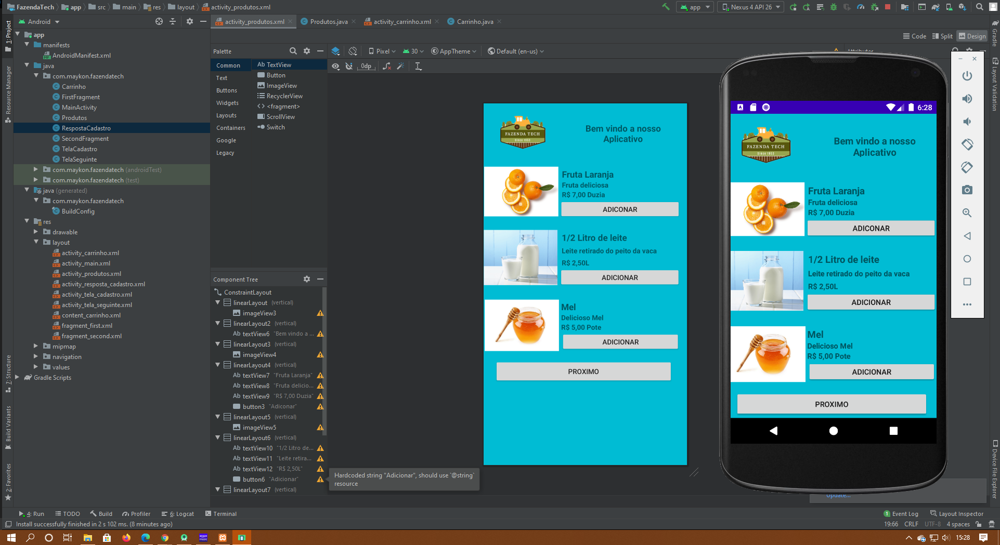 FazendaTech
app
src
main
res
layout
activity_produtos.xml
app
Nexus 4 API 26
Android
activity_produtos.xml
Produtos.java
activity_carrinho.xml
Carrinho.java
Code
Split
Design
1: Project
Resource Manager
7: Structure
Build Variants
2: Favorites
Gradle
Layout Validation
Device File Explorer
app
manifests
AndroidManifest.xml
java
com.maykon.fazendatech
Carrinho
FirstFragment
MainActivity
Produtos
RespostaCadastro
SecondFragment
TelaCadastro
TelaSeguinte
com.maykon.fazendatech (androidTest)
com.maykon.fazendatech (test)
java (generated)
com.maykon.fazendatech
BuildConfig
res
drawable
layout
activity_carrinho.xml
activity_main.xml
activity_produtos.xml
activity_resposta_cadastro.xml
activity_tela_cadastro.xml
activity_tela_seguinte.xml
content_carrinho.xml
fragment_first.xml
fragment_second.xml
mipmap
navigation
values
Gradle Scripts
Palette
Common
Text
Buttons
Widgets
Layouts
Containers
Google
Legacy
Ab TextView
Button
ImageView
RecyclerView
<fragment>
ScrollView
Switch
Pixel
30
AppTheme
Default (en-us)
0dp
Attributes
Component Tree
ConstraintLayout
linearLayout (vertical)
imageView3
linearLayout2 (vertical)
Ab textView6 "Bem vindo a ...
linearLayout3 (vertical)
imageView4
linearLayout4 (vertical)
Ab textView7 "Fruta Laranja"
Ab textView8 "Fruta delicio...
Ab textView9 "R$ 7,00 Duzia"
button3 "Adiconar"
linearLayout5 (vertical)
imageView5
linearLayout6 (vertical)
Ab textView10 "1/2 Litro de...
Ab textView11 "Leite retira...
Ab textView12 "R$ 2,50L"
button6 "Adicionar"
linearLayout7 (vertical)
Hardcoded string "Adicionar", should use `@string`
resource
FAZENDA TECH
Since 1953
Bem vindo a nosso
Aplicativo
Fruta Laranja
Fruta deliciosa
R$ 7,00 Duzia
ADICONAR
1/2 Litro de leite
Leite retirado do peito da vaca
R$ 2,50L
ADICIONAR
Mel
Delicioso Mel
R$ 5,00 Pote
ADICIONAR
PROXIMO
6:28
FAZENDA TECH
Since 1953
Bem vindo a nosso
Aplicativo
Fruta Laranja
Fruta deliciosa
R$ 7,00 Duzia
ADICONAR
1/2 Litro de leite
Leite retirado do peito da vaca
R$ 2,50L
ADICIONAR
Mel
Delicioso Mel
R$ 5,00 Pote
ADICIONAR
PROXIMO
Update...
4: Run
TODO
Build
Profiler
6: Logcat
Terminal
1 Event Log
Layout Inspector
Install successfully finished in 2 s 102 ms. (8 minutes ago)
19:66
CRLF
UTF-8
4 spaces
amazon
music
15:28